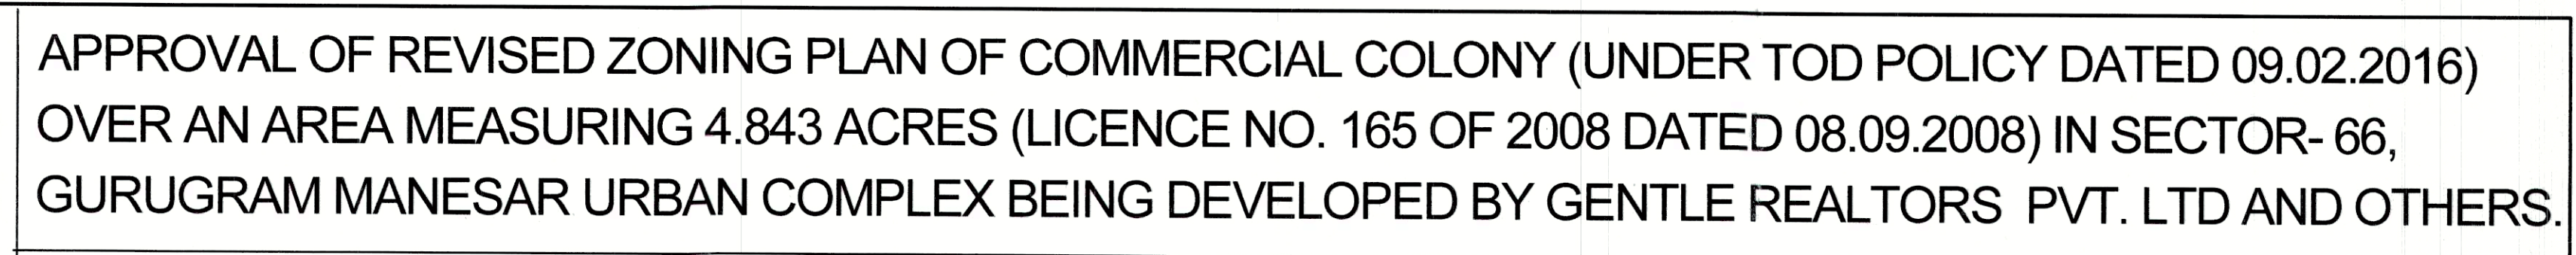 APPROVAL OF REVISED ZONING PLAN OF COMMERCIAL COLONY (UNDER TOD POLICY DATED 09.02.2016)
OVER AN AREA MEASURING 4.843 ACRES (LICENCE NO. 165 OF 2008 DATED 08.09.2008) IN SECTOR- 66,
GURUGRAM MANESAR URBAN COMPLEX BEING DEVELOPED BY GENTLE REALTORS PVT. LTD AND OTHERS.